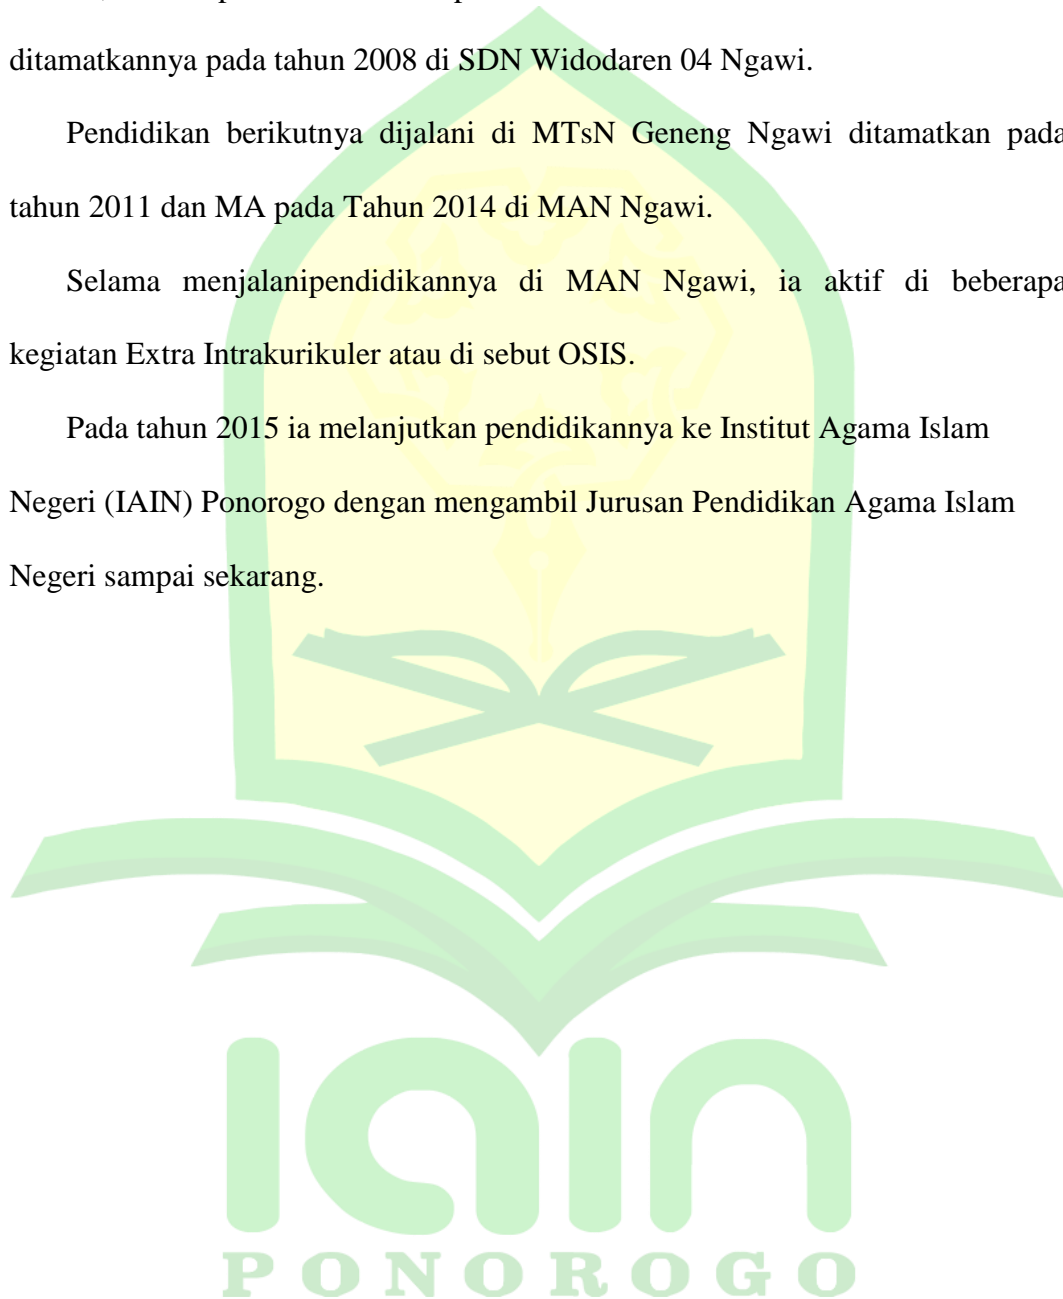 ditamatkannya pada tahun 2008 di SDN Widodaren 04 Ngawi.
Pendidikan berikutnya dijalani di MTsN Geneng Ngawi ditamatkan pada
tahun 2011 dan MA pada Tahun 2014 di MAN Ngawi.
Selama menjalanipendidikannya di MAN Ngawi, ia aktif di beberapa
kegiatan Extra Intrakurikuler atau di sebut OSIS.
Pada tahun 2015 ia melanjutkan pendidikannya ke Institut Agama Islam
Negeri (IAIN) Ponorogo dengan mengambil Jurusan Pendidikan Agama Islam
Negeri sampai sekarang.
iain
PONOROGO